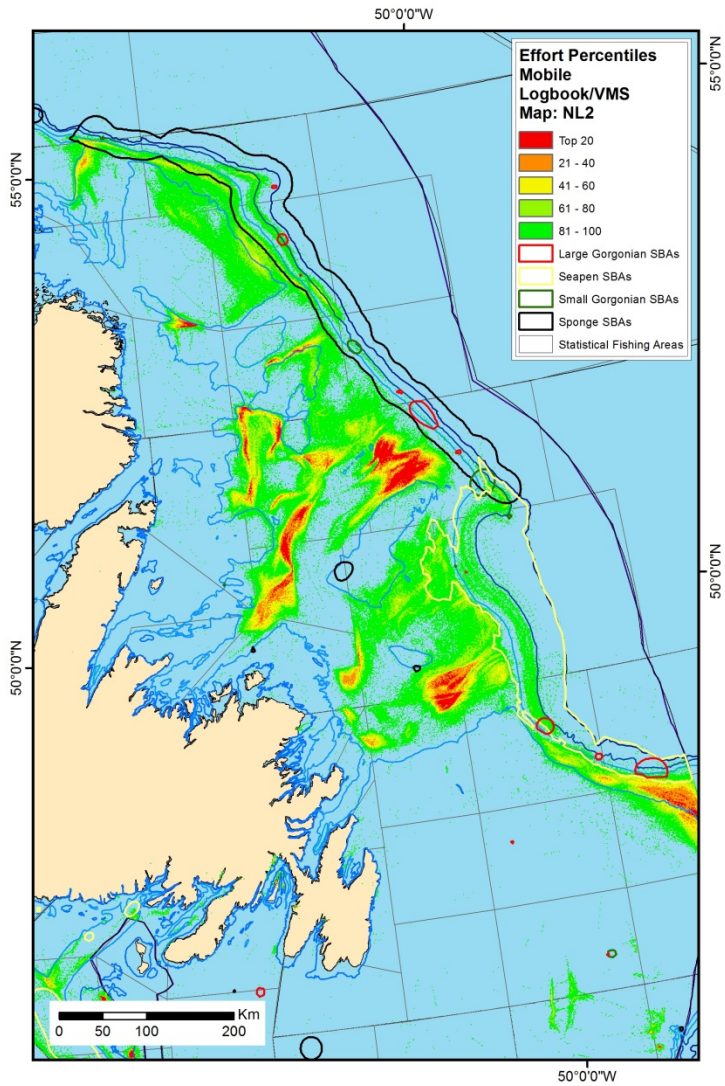 50°0'0"W
Effort Percentiles
Mobile
Logbook/VMS
Map: NL2
Top 20
21 - 40
41 - 60
61 - 80
81 - 100
Large Gorgonian SBAs
Seapen SBAs
Small Gorgonian SBAs
Sponge SBAs
Statistical Fishing Areas
55°0'0"N
55°0'0"N
50°0'0"N
50°0'0"N
Km
0 50 100 200
50°0'0"W